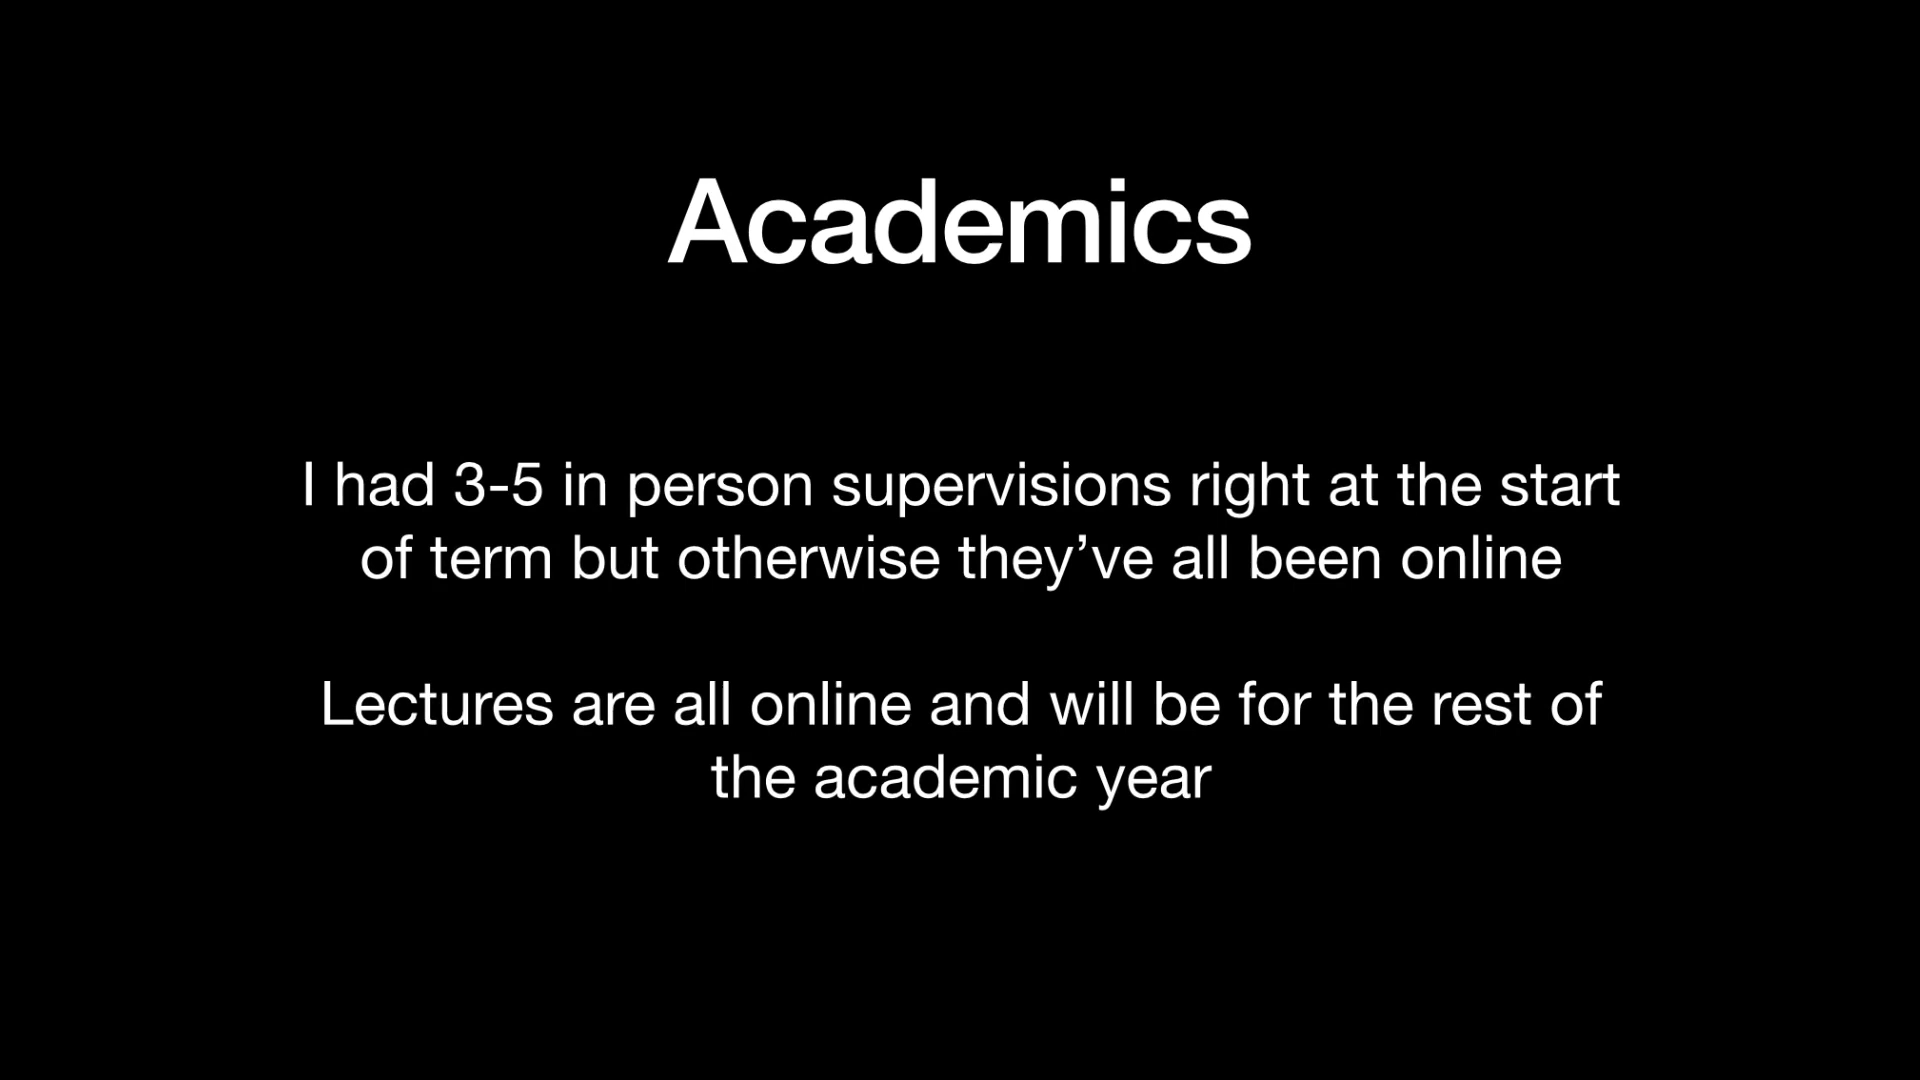 Academics
I had 3-5 in person supervisions right at the start
of term but otherwise they’ve all been online
Lectures are all online and will be for the rest of
the academic year